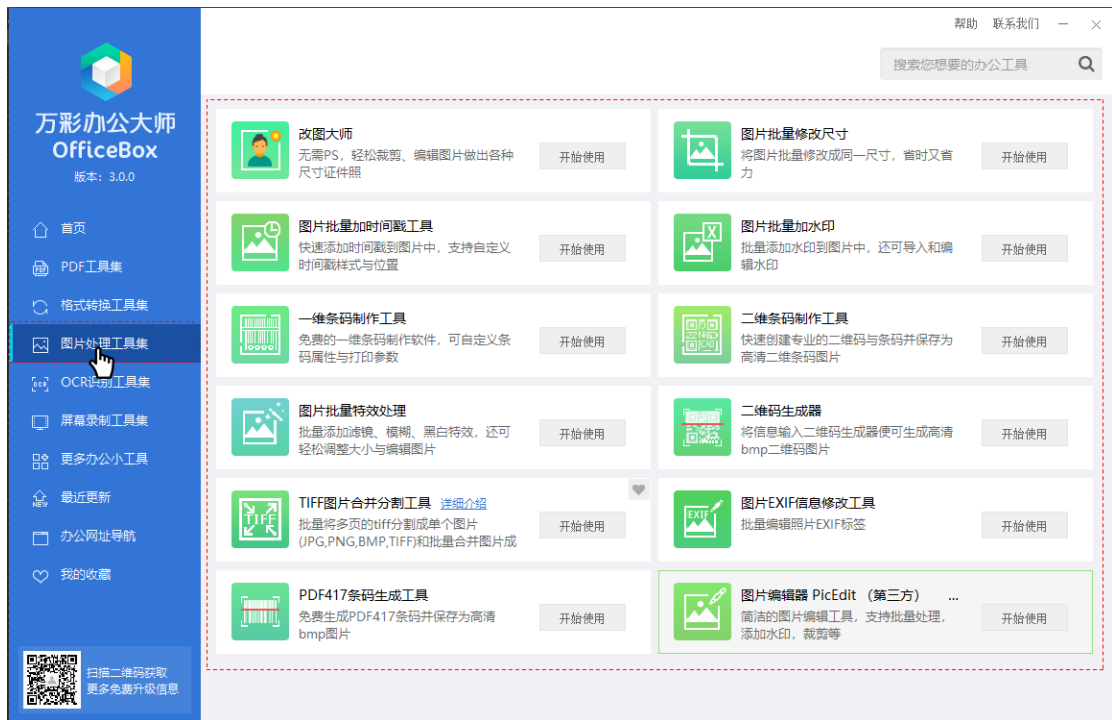 帮助 联系我们
搜索您想要的办公工具
万彩办公大师
OfficeBox
版本：3.0.0
首页
PDF工具集
格式转换工具集
图片处理工具集
OCR识别工具集
屏幕录制工具集
更多办公小工具
最近更新
办公网址导航
我的收藏
扫描二维码获取
更多免费升级信息
改图大师
无需PS，轻松裁剪、编辑图片做出各种
尺寸证件照
开始使用
图片批量修改尺寸
将图片批量修改成同一尺寸，省时又省
力
开始使用
图片批量加时间戳工具
快速添加时间戳到图片中，支持自定义
时间戳样式与位置
开始使用
图片批量加水印
批量添加水印到图片中，还可导入和编
辑水印
开始使用
一维条码制作工具
免费的一维条码制作软件，可自定义条
码属性与打印参数
开始使用
二维条码制作工具
快速创建专业的二维码与条码并保存为
高清二维条码图片
开始使用
图片批量特效处理
批量添加滤镜、模糊、黑白特效，还可
轻松调整大小与编辑图片
开始使用
二维码生成器
将信息输入二维码生成器便可生成高清
bmp二维码图片
开始使用
TIFF
TIFF图片合并分割工具 详细介绍
批量将多页的tiff分割成单个图片
(JPG,PNG,BMP,TIFF)和批量合并图片成
开始使用
EXIF
图片EXIF信息修改工具
批量编辑照片EXIF标签
开始使用
PDF417条码生成工具
免费生成PDF417条码并保存为高清
bmp图片
开始使用
图片编辑器 PicEdit （第三方） ...
简洁的图片编辑工具，支持批量处理，
添加水印，裁剪等
开始使用